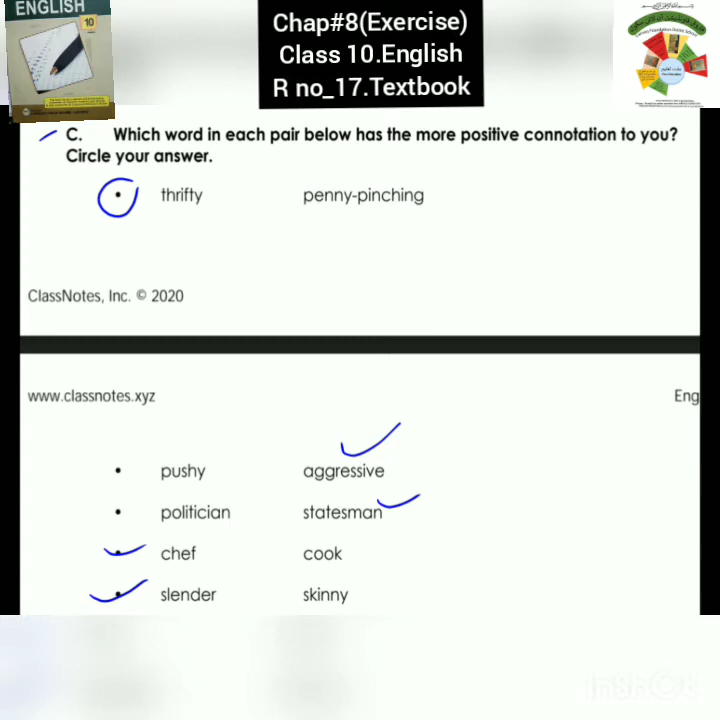 ENGLISH
10
Chap#8(Exercise)
Class 10.English
R no_17.Textbook
C. Which word in each pair below has the more positive connotation to you?
Circle your answer.
• thrifty penny-pinching
ClassNotes, Inc. © 2020
www.classnotes.xyz Eng
• pushy aggressive
• politician statesman
• chef cook
• slender skinny